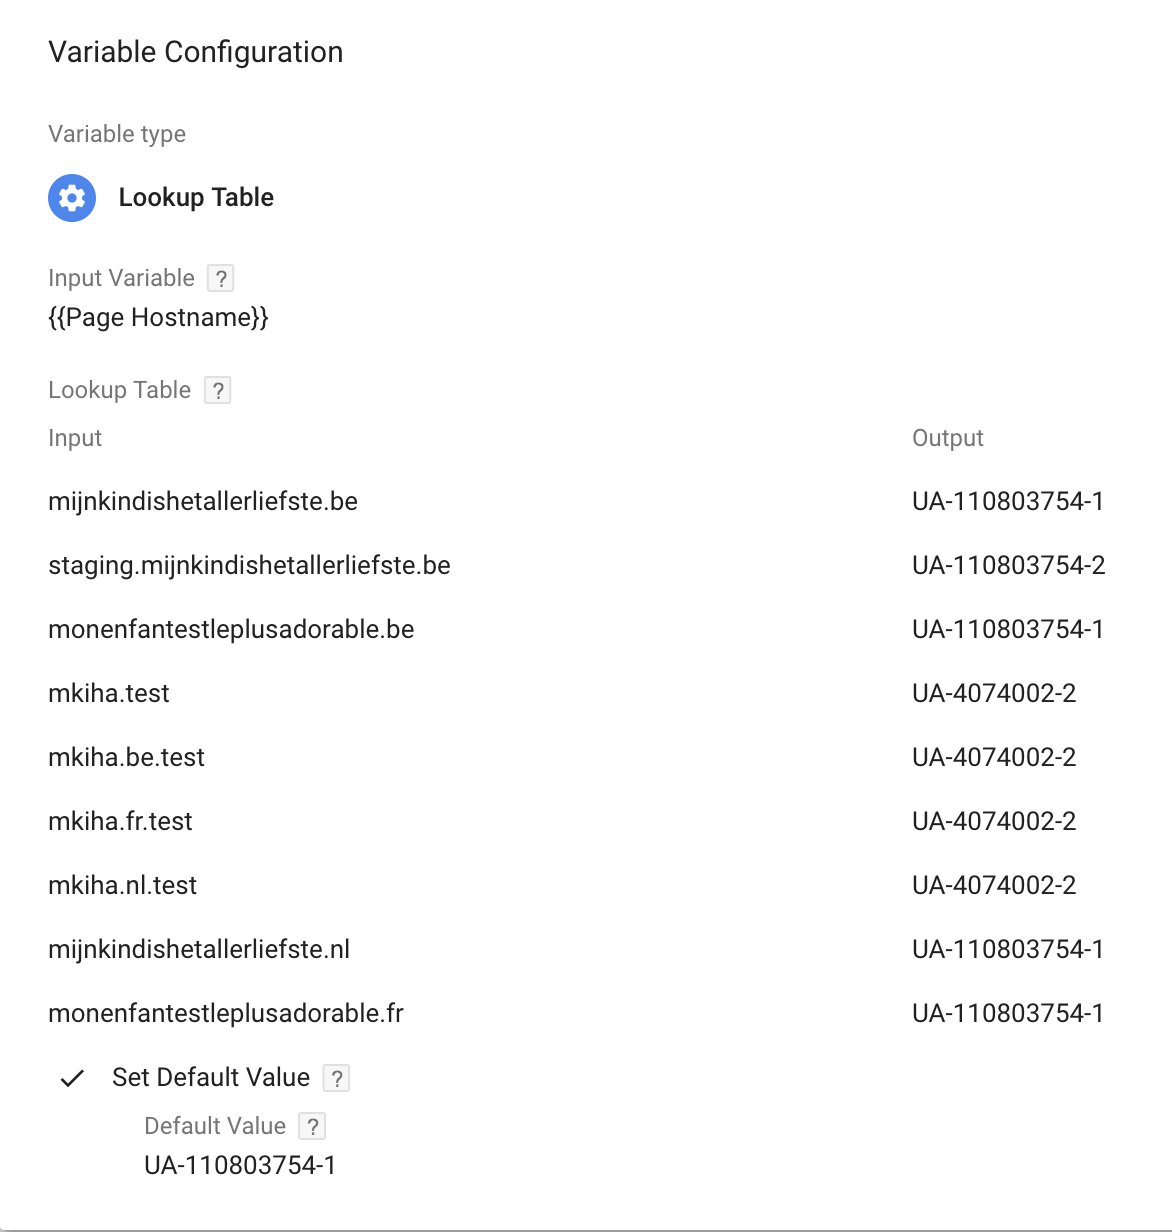 Variable Configuration
Variable type
Lookup Table
Input Variable ?
{{Page Hostname}}
Lookup Table ?
Input Output
mijnkindishetallerliefste.be UA-110803754-1
staging.mijnkindishetallerliefste.be UA-110803754-2
monenfantestleplusadorable.be UA-110803754-1
mkiha.test UA-4074002-2
mkiha.be.test UA-4074002-2
mkiha.fr.test UA-4074002-2
mkiha.nl.test UA-4074002-2
mijnkindishetallerliefste.nl UA-110803754-1
monenfantestleplusadorable.fr UA-110803754-1
Set Default Value ?
Default Value ?
UA-110803754-1